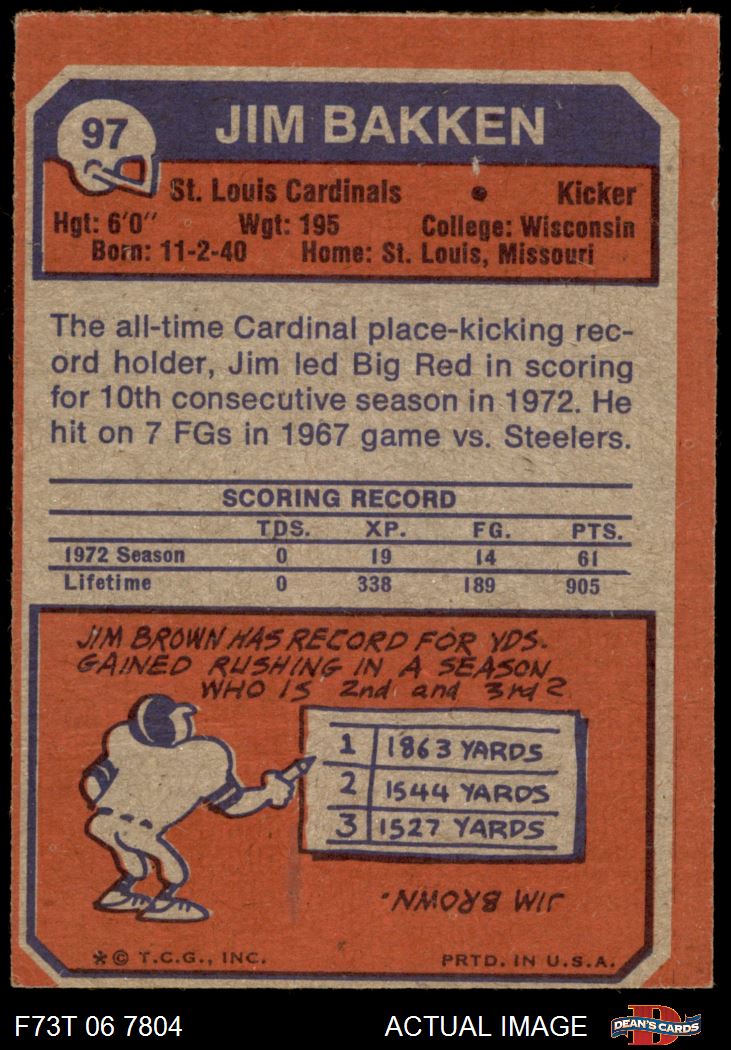 97
JIM BAKKEN
St. Louis Cardinals • Kicker
Hgt: 6'0" Wgt: 195 College: Wisconsin
Born: 11-2-40 Home: St. Louis, Missouri
The all-time Cardinal place-kicking rec-
ord holder, Jim led Big Red in scoring
for 10th consecutive season in 1972. He
hit on 7 FGs in 1967 game vs. Steelers.
SCORING RECORD
TDS. XP. FG. PTS.
1972 Season 0 19 14 61
Lifetime 0 338 189 905
JIM BROWN HAS RECORD FOR YDS.
GAINED RUSHING IN A SEASON
WHO IS 2nd and 3rd?
1 1863 YARDS
2 1544 YARDS
3 1527 YARDS
JIM BROWN.
*© T.C.G., INC. PRTD. IN U.S.A.
F73T 06 7804 ACTUAL IMAGE
D
DEAN'S CARDS